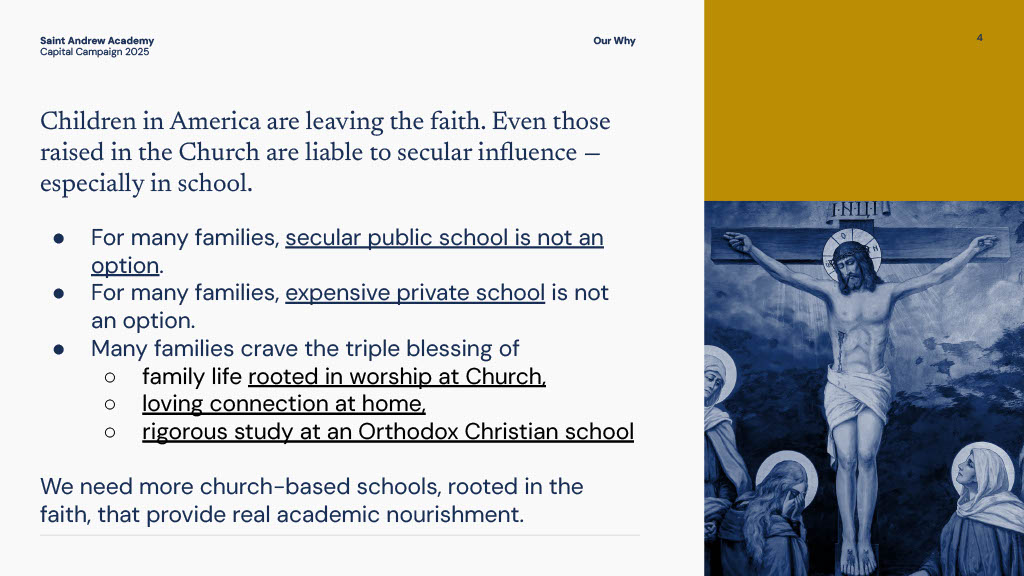 Saint Andrew Academy
Capital Campaign 2025
Our Why
4
Children in America are leaving the faith. Even those
raised in the Church are liable to secular influence –
especially in school.
● For many families, secular public school is not an
option.
● For many families, expensive private school is not
an option.
● Many families crave the triple blessing of
○ family life rooted in worship at Church,
○ loving connection at home,
○ rigorous study at an Orthodox Christian school
We need more church-based schools, rooted in the
faith, that provide real academic nourishment.